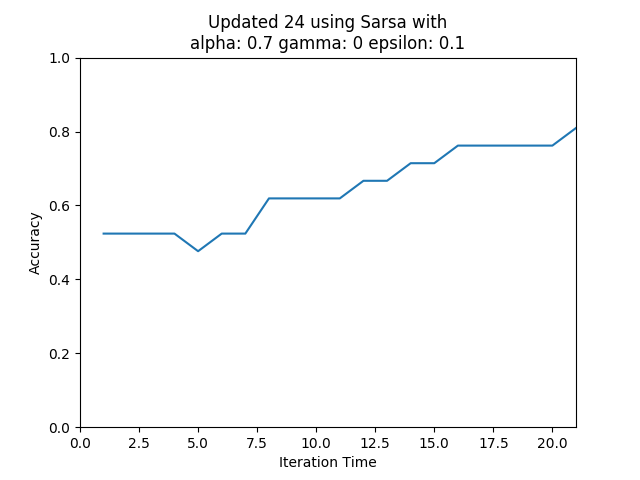 Updated 24 using Sarsa with
alpha: 0.7 gamma: 0 epsilon: 0.1
1.0
0.8
0.6
0.4
0.2
0.0
Accuracy
0.0 2.5 5.0 7.5 10.0 12.5 15.0 17.5 20.0
Iteration Time